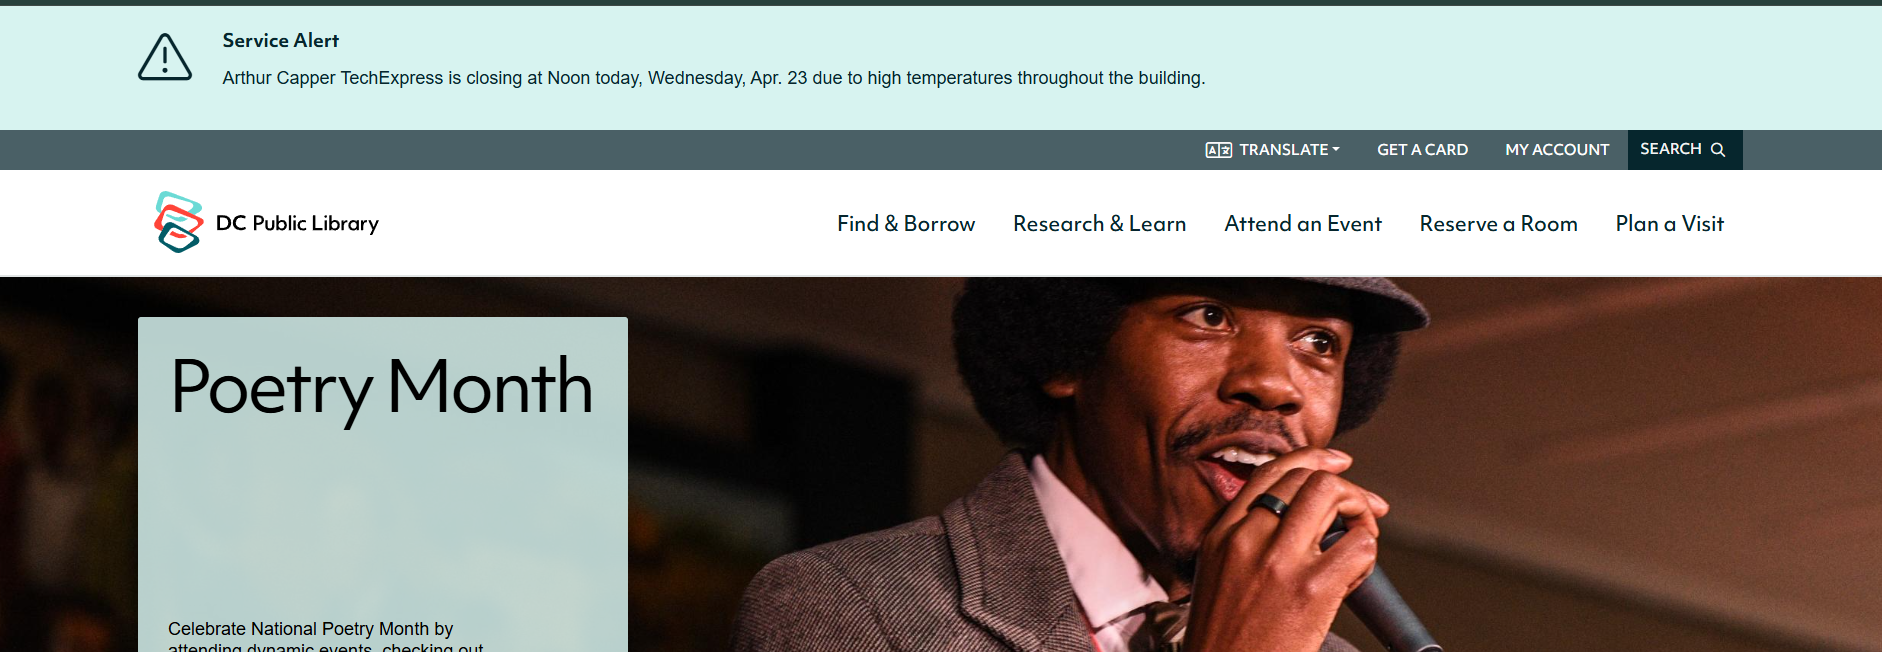 Service Alert
Arthur Capper TechExpress is closing at Noon today, Wednesday, Apr. 23 due to high temperatures throughout the building.
TRANSLATE GET A CARD MY ACCOUNT SEARCH
DC Public Library Find & Borrow Research & Learn Attend an Event Reserve a Room Plan a Visit
Poetry Month
Celebrate National Poetry Month by
attending dynamic events, checking out